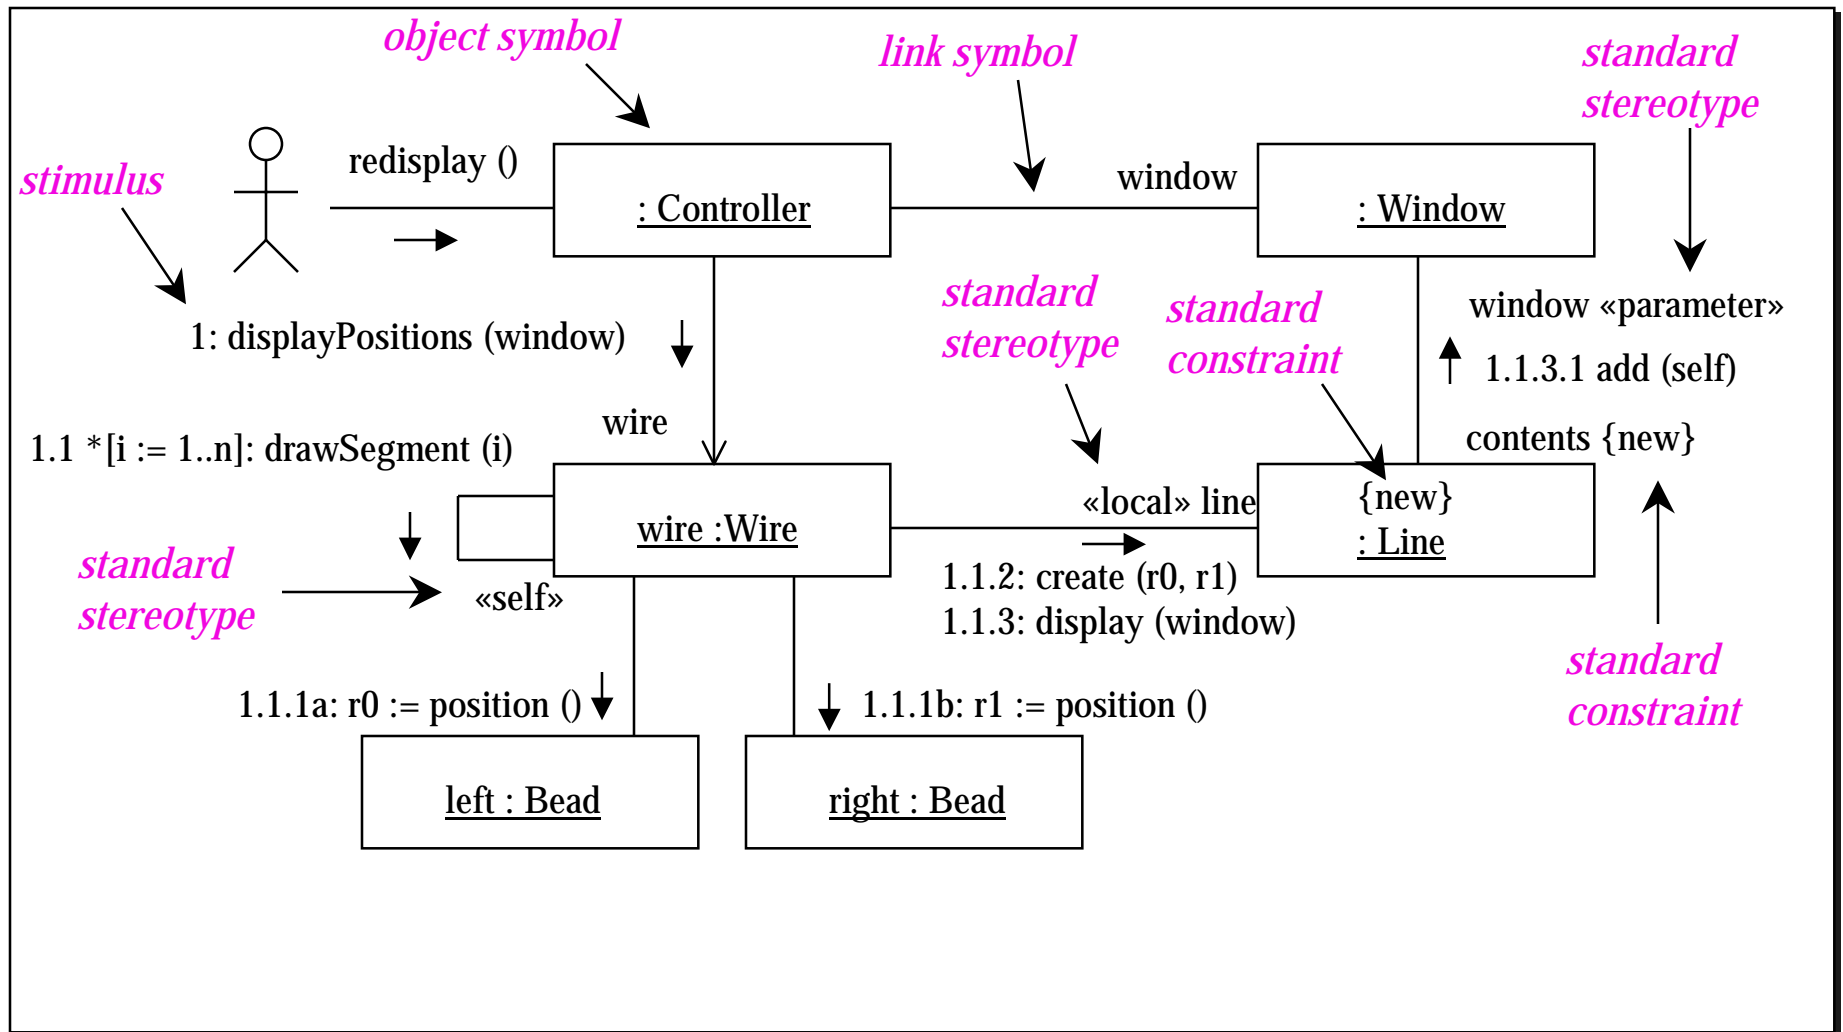 object symbol
link symbol
standard
stereotype
stimulus
redisplay ()
: Controller
window
: Window
1: displayPositions (window)
standard
stereotype
standard
constraint
window «parameter»
1.1.3.1 add (self)
1.1 *[i := 1..n]: drawSegment (i)
wire
contents {new}
wire :Wire
«local» line
{new}
: Line
standard
stereotype
«self»
1.1.2: create (r0, r1)
1.1.3: display (window)
standard
constraint
1.1.1a: r0 := position ()
1.1.1b: r1 := position ()
left : Bead
right : Bead